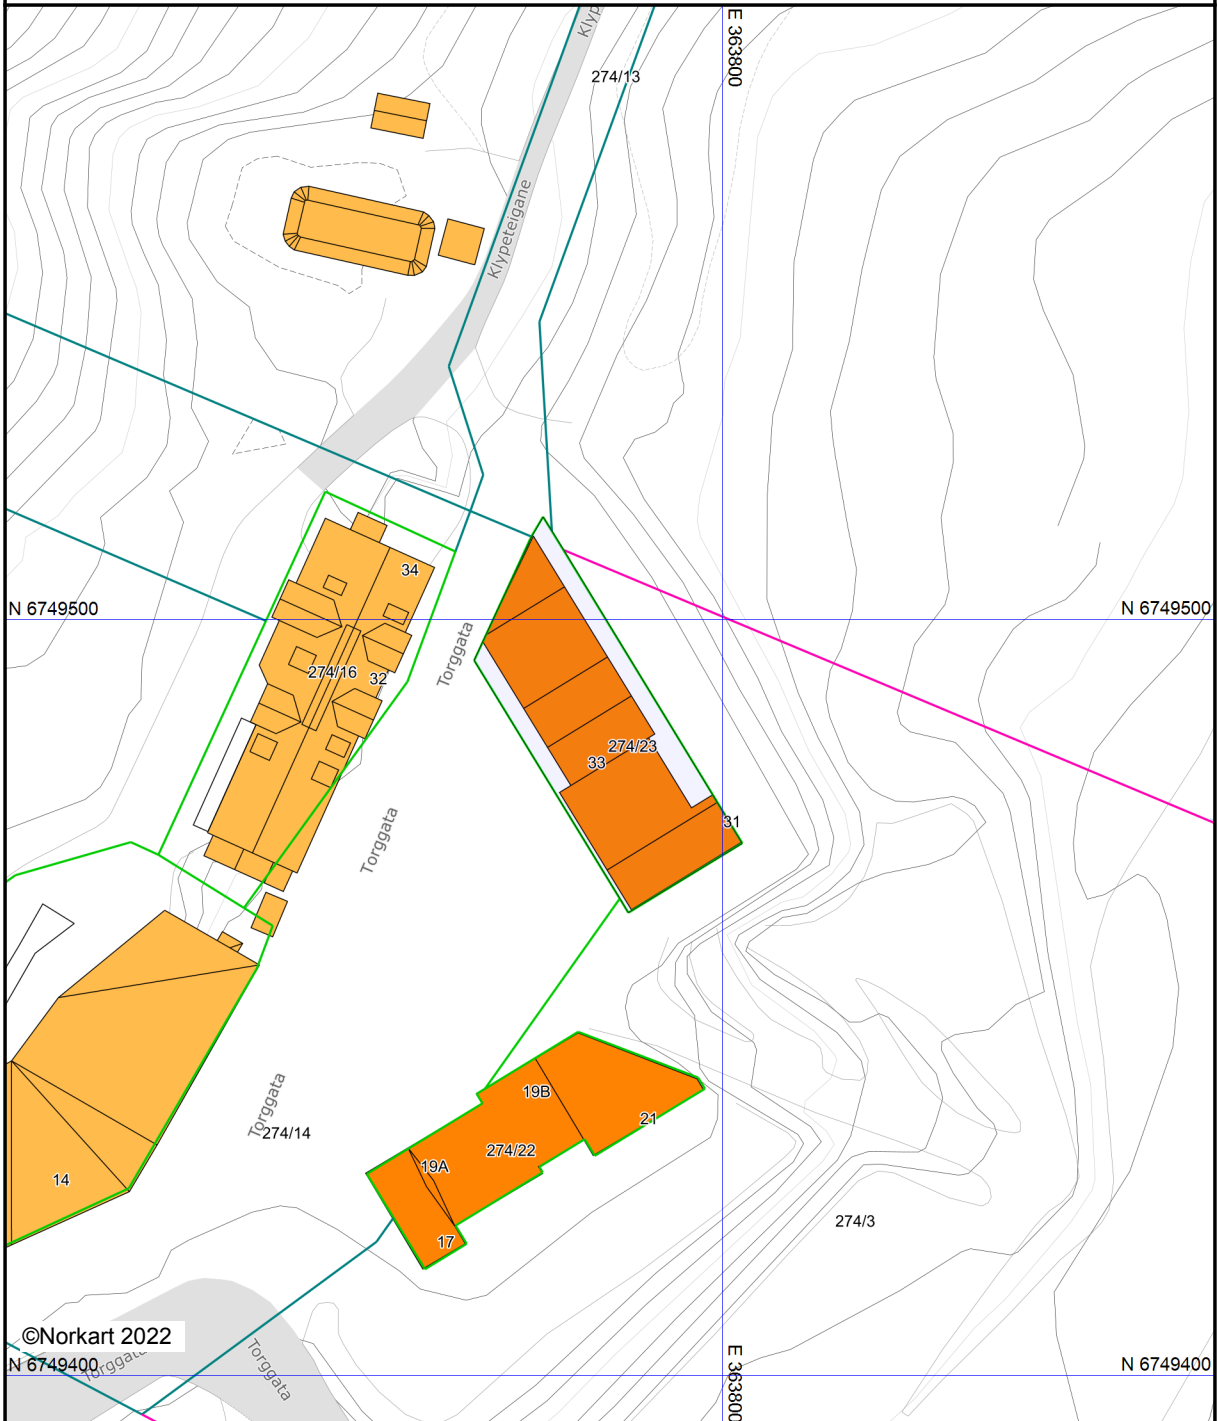 Klyp
E 363800
274/13
Klypeteigane
34
N 6749500
N 6749500
Torggata
274/16
32
274/23
33
31
Torggata
Torggata
274/14
19B
21
274/22
19A
14
17
274/3
©Norkart 2022
Torggata
Torggata
N 6749400
N 6749400
E 363800